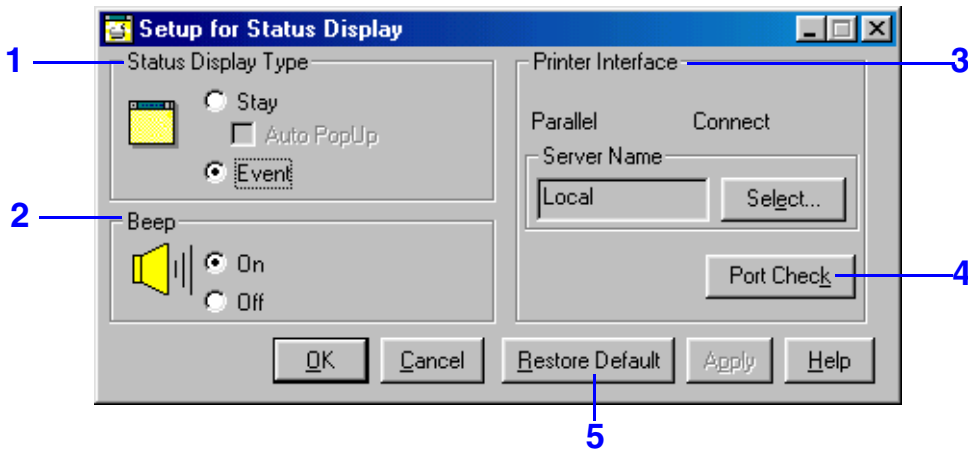 Setup for Status Display
1
Status Display Type
Stay
Auto PopUp
Event
2
Beep
On
Off
3
Printer Interface
Parallel Connect
Server Name
Local
Select...
4
Port Check
OK
Cancel
Restore Default
Apply
Help
5